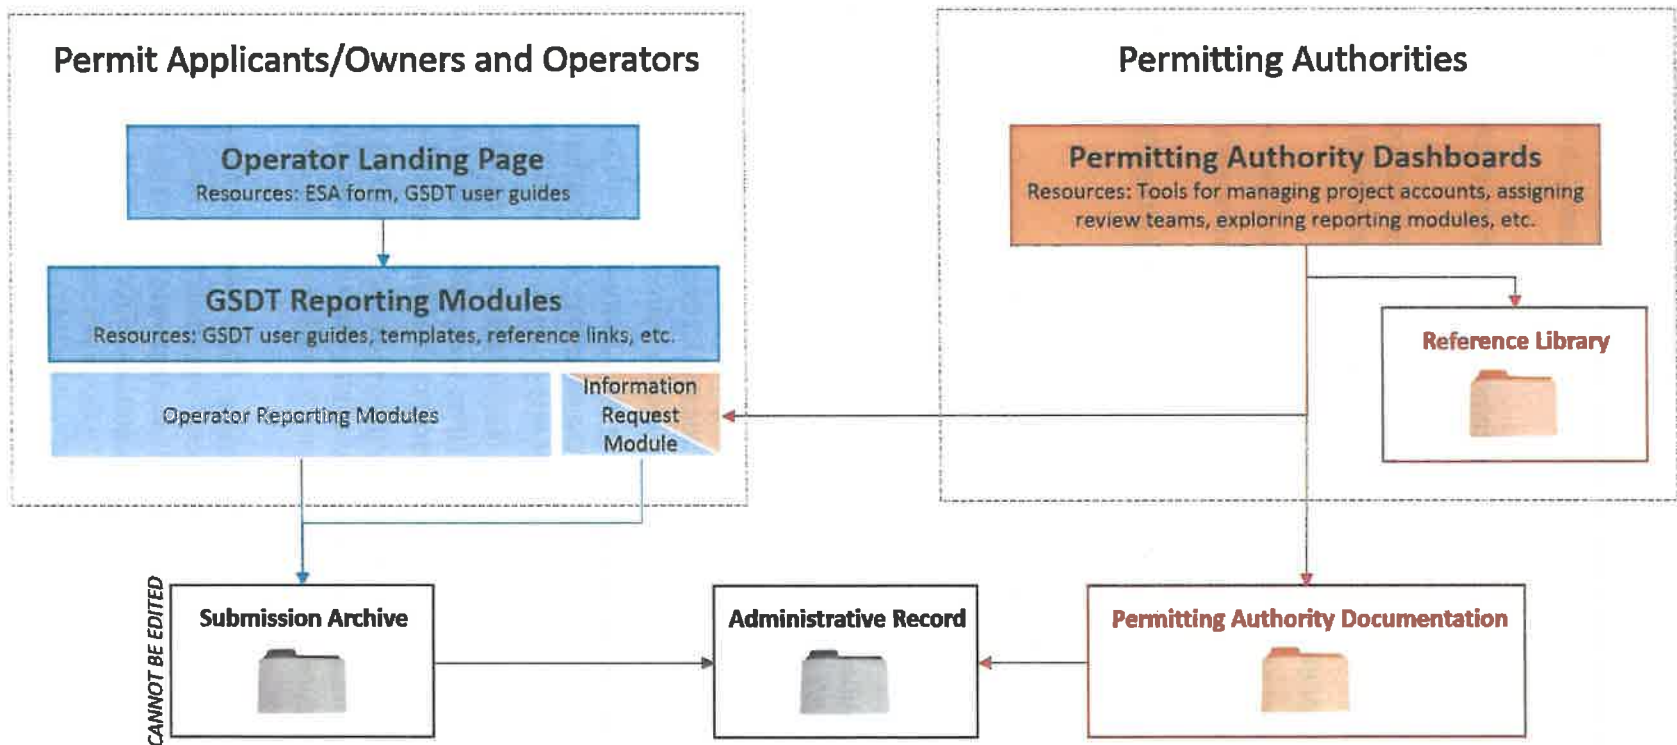 Permit Applicants/Owners and Operators
Operator Landing Page
Resources: ESA form, GSDT user guides
GSDT Reporting Modules
Resources: GSDT user guides, templates, reference links, etc.
Operator Reporting Modules
Information
Request
Module
Permitting Authorities
Permitting Authority Dashboards
Resources: Tools for managing project accounts, assigning
review teams, exploring reporting modules, etc.
Reference Library
CANNOT BE EDITED
Submission Archive
Administrative Record
Permitting Authority Documentation